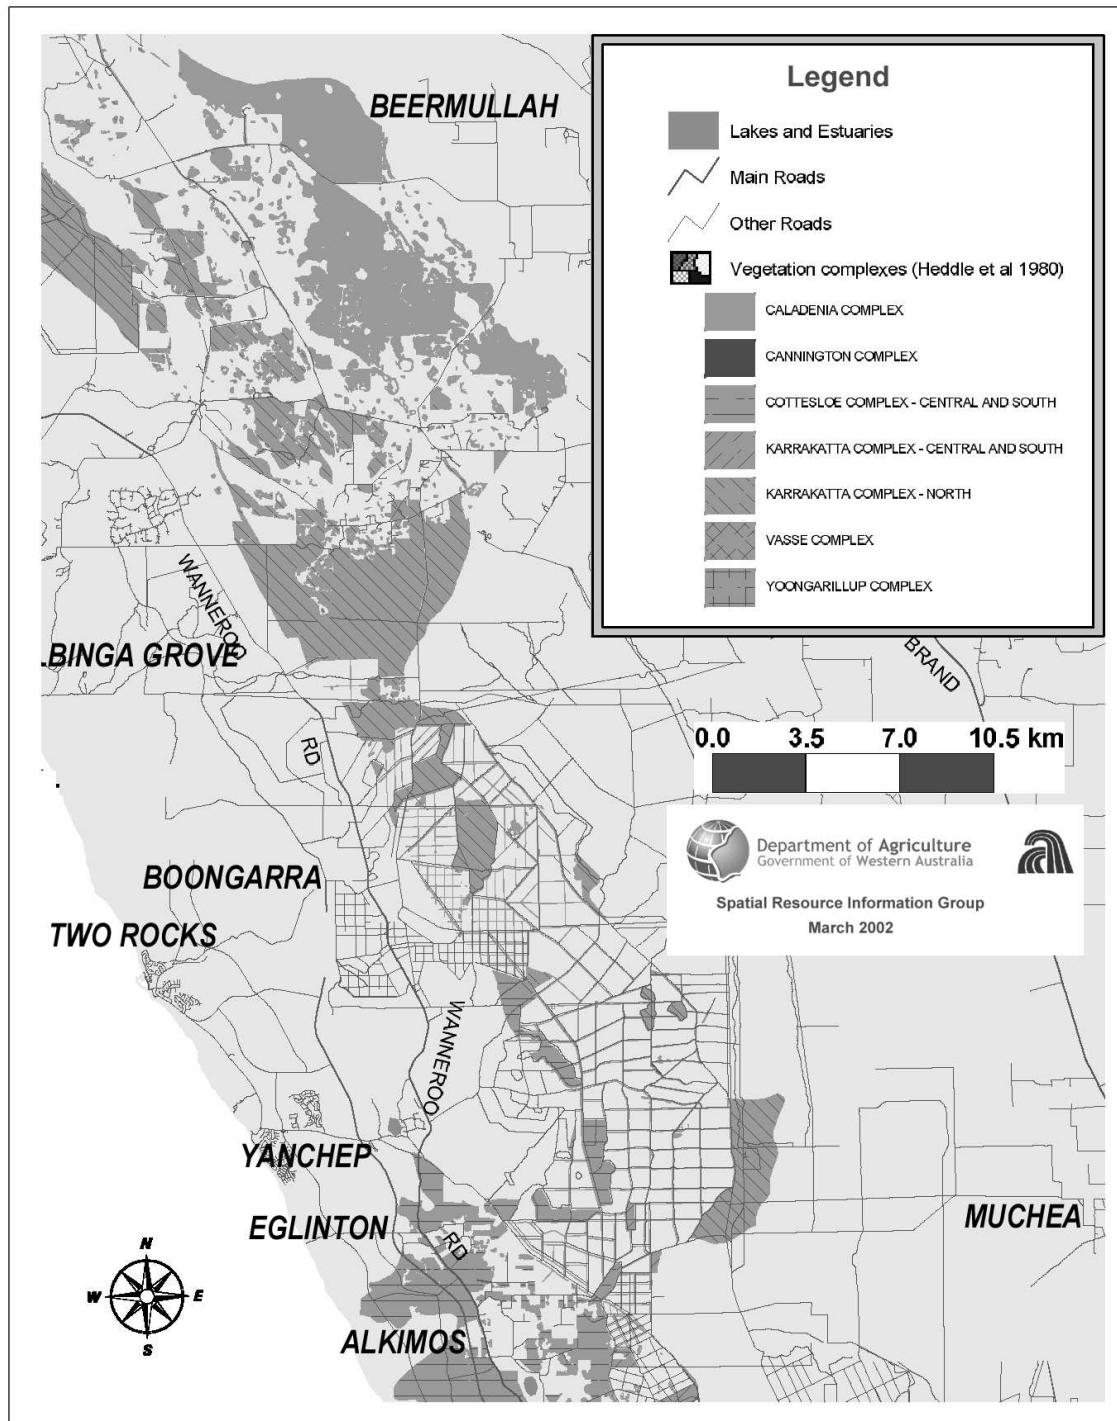 BEERMULLAH
Legend
Lakes and Estuaries
Main Roads
Other Roads
Vegetation complexes (Heddle et al 1980)
CALADENIA COMPLEX
CANNINGTON COMPLEX
COTTESLOE COMPLEX - CENTRAL AND SOUTH
KARRAKATTA COMPLEX - CENTRAL AND SOUTH
KARRAKATTA COMPLEX - NORTH
VASSE COMPLEX
YOONGARILLUP COMPLEX
WANNEROO
BINGA GROVE
BRAND
RD
0.0 3.5 7.0 10.5 km
Department of Agriculture
Government of Western Australia
Spatial Resource Information Group
March 2002
BOONGARRA
TWO ROCKS
WANNEROO
YANCHEP
EGLINTON
RD
MUCHEA
N
W E
S
ALKIMOS